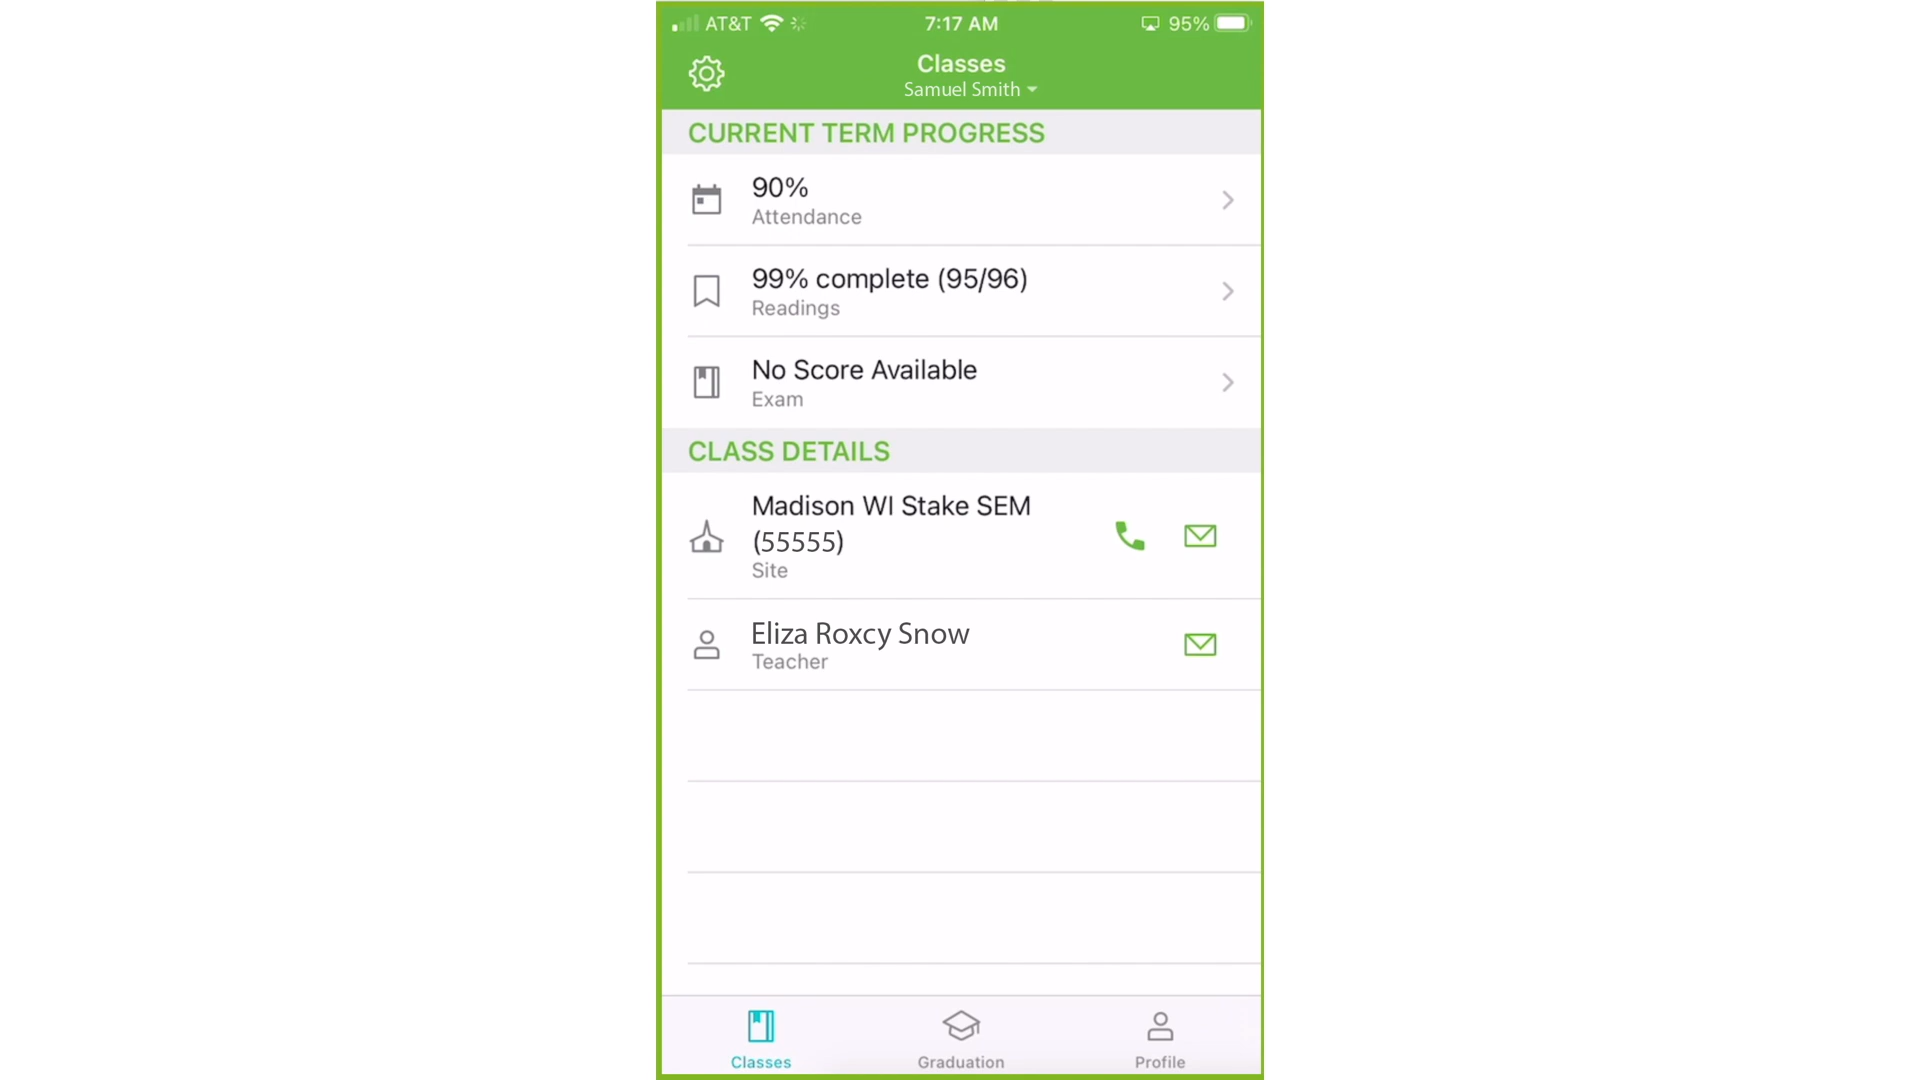 AT&T 7:17 AM 95%
Classes
Samuel Smith
CURRENT TERM PROGRESS
90%
Attendance
99% complete (95/96)
Readings
No Score Available
Exam
CLASS DETAILS
Madison WI Stake SEM
(55555)
Site
Eliza Roxcy Snow
Teacher
Classes Graduation Profile